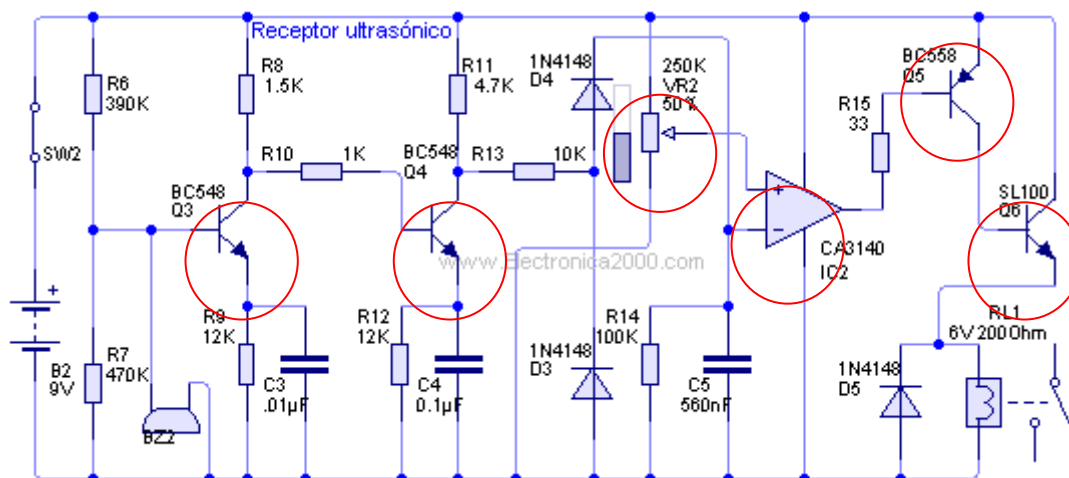 Receptor ultrasónico
R6
390K
SW2
B2
9V
R7
470K
BZ2
R8
1.5K
BC548
Q3
R10
1K
R9
12K
C3
.01µF
R11
4.7K
BC548
Q4
R13
10K
R12
12K
C4
0.1µF
1N4148
D4
250K
VR2
50%
www.Electronica2000.com
1N4148
D3
R14
100K
C5
560nF
+
−
CA3140
IC2
R15
33
BC558
Q5
SL100
Q6
RL1
6V 200Ohm
1N4148
D5
+